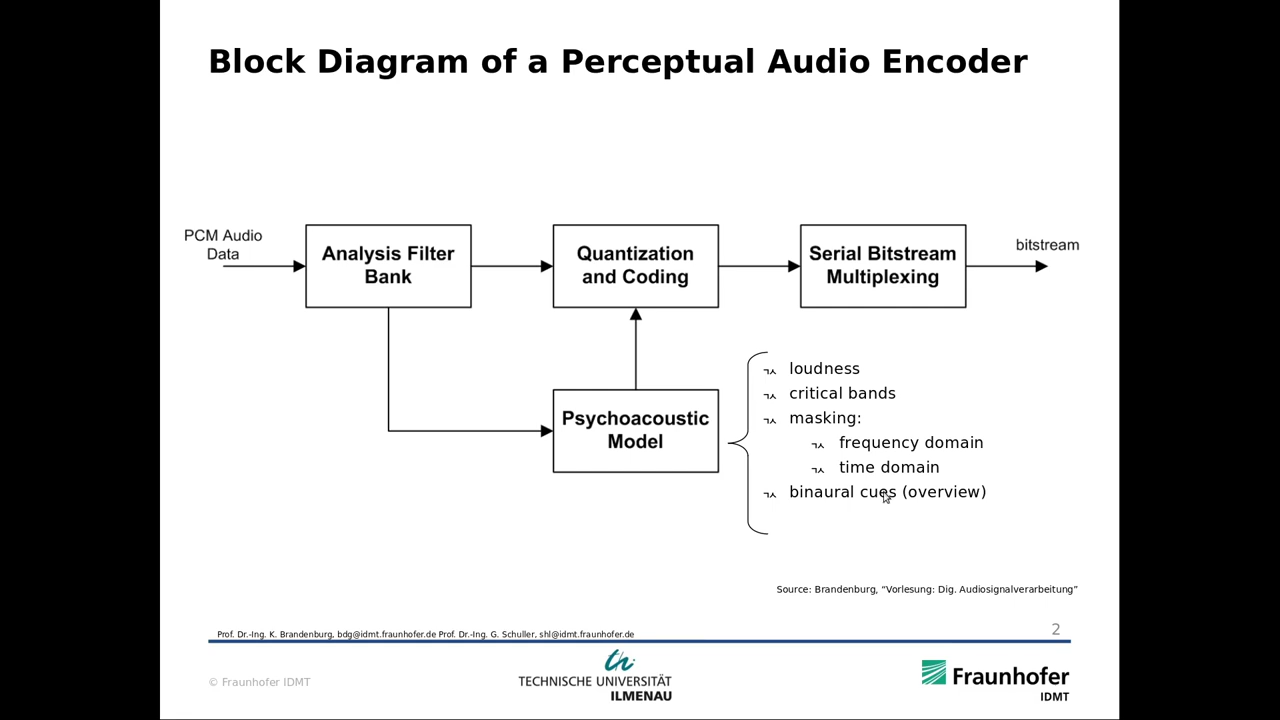 Block Diagram of a Perceptual Audio Encoder
PCM Audio
Data
Analysis Filter
Bank
Quantization
and Coding
Serial Bitstream
Multiplexing
bitstream
Psychoacoustic
Model
loudness
critical bands
masking:
frequency domain
time domain
binaural cues (overview)
Source: Brandenburg, "Vorlesung: Dig. Audiosignalverarbeitung"
Prof. Dr.-Ing. K. Brandenburg, bdg@idmt.fraunhofer.de Prof. Dr.-Ing. G. Schuller, shl@idmt.fraunhofer.de
2
© Fraunhofer IDMT
th
TECHNISCHE UNIVERSITÄT
ILMENAU
Fraunhofer
IDMT